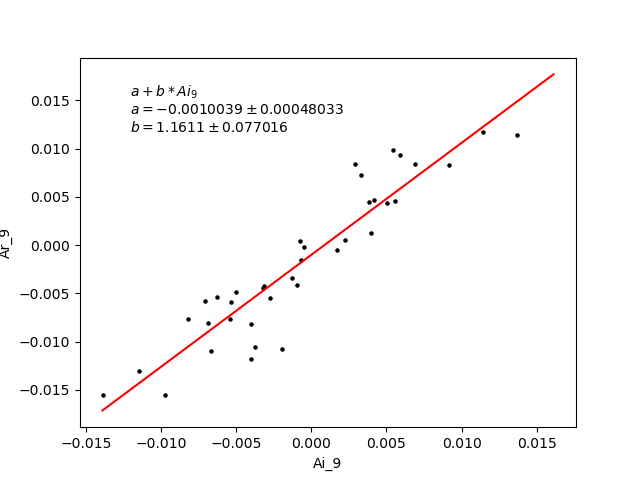 a + b * Ai₉
a = −0.0010039 ± 0.00048033
b = 1.1611 ± 0.077016
0.015
0.010
0.005
0.000
−0.005
−0.010
−0.015
Ar_9
−0.015 −0.010 −0.005 0.000 0.005 0.010 0.015
Ai_9